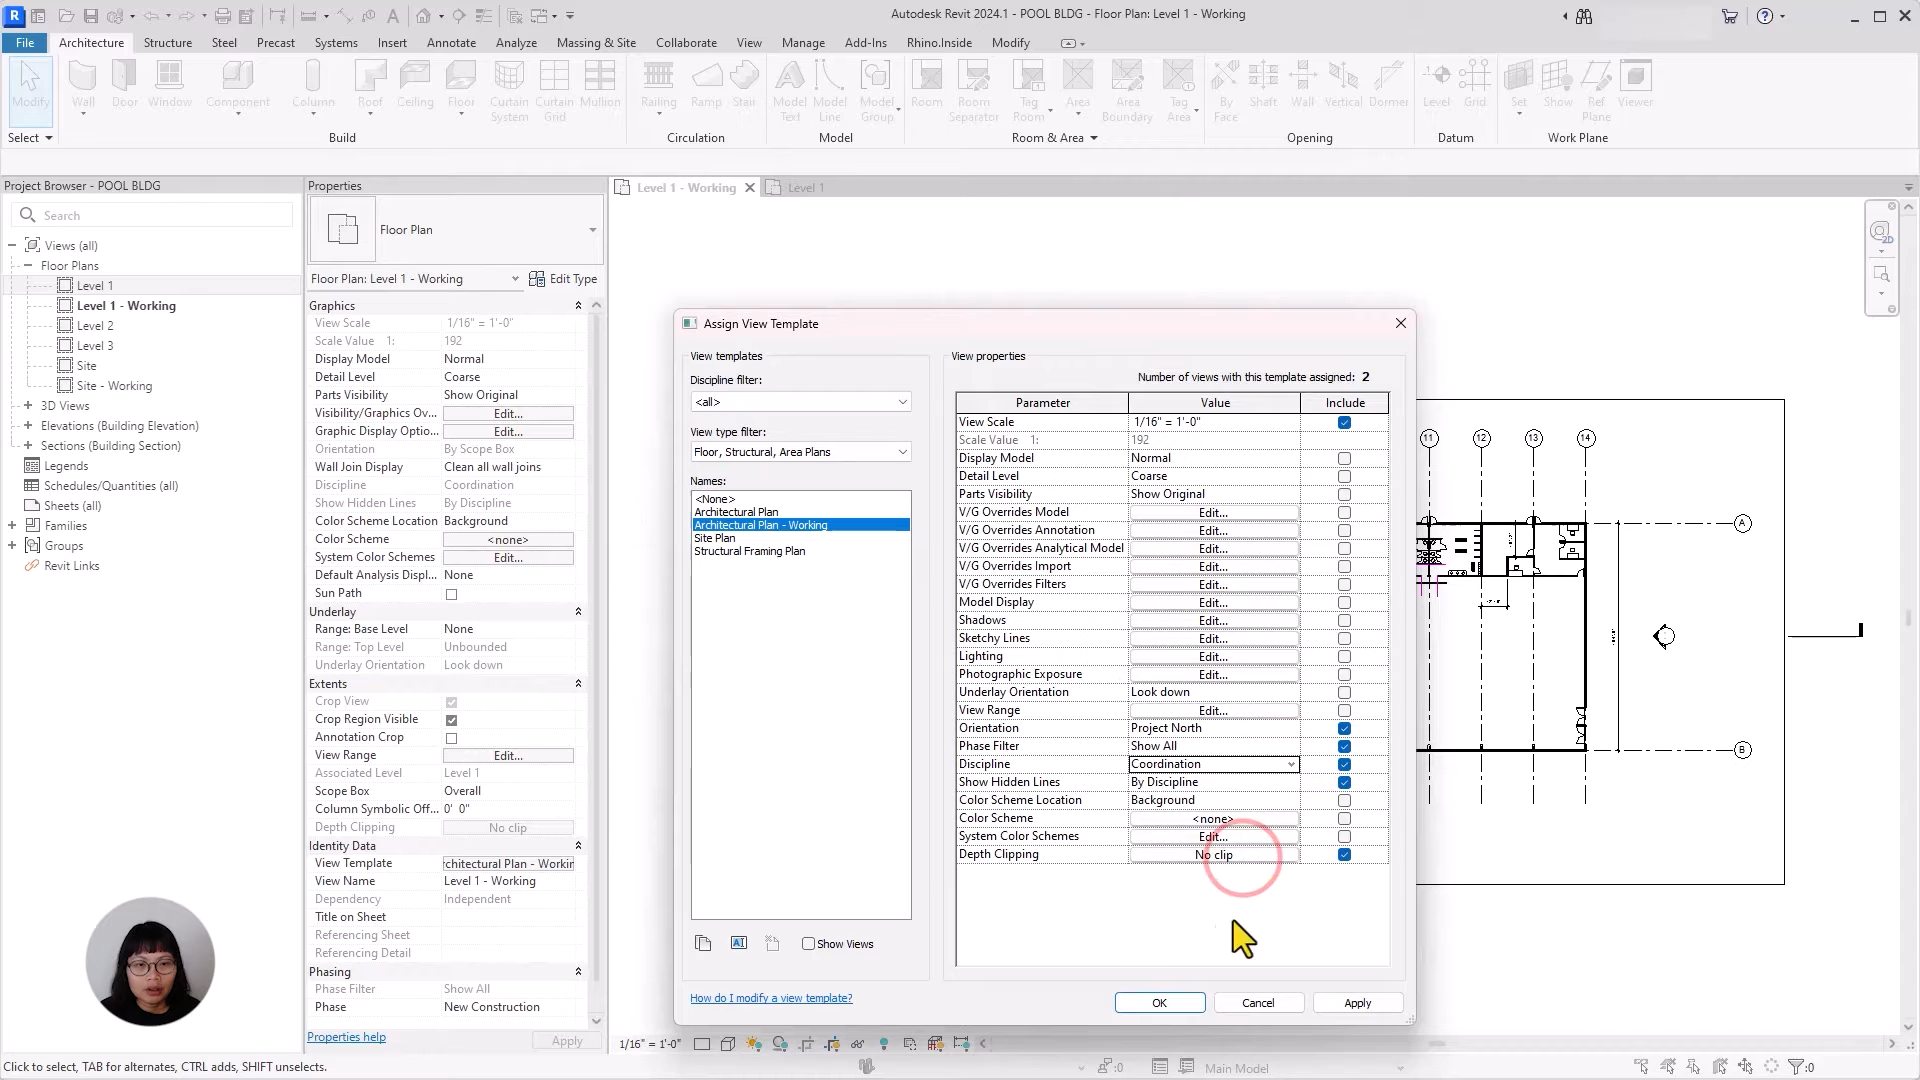 Autodesk Revit 2024.1 - POOL BLDG - Floor Plan: Level 1 - Working
File Architecture Structure Steel Precast Systems Insert Annotate Analyze Massing & Site Collaborate View Manage Add-Ins Rhino.Inside Modify
Modify Wall Door Window Component Column Roof Ceiling Floor Curtain System Curtain Grid Mullion Railing Ramp Stair Model Text Model Line Model Group Room Room Separator Tag Room Area Area Boundary Tag Area By Face Shaft Wall Vertical Dormer Level Grid Set Show Ref Plane Viewer
Select Build Circulation Model Room & Area Opening Datum Work Plane
Project Browser - POOL BLDG
Search
Views (all)
Floor Plans
Level 1
Level 1 - Working
Level 2
Level 3
Site
Site - Working
3D Views
Elevations (Building Elevation)
Sections (Building Section)
Legends
Schedules/Quantities (all)
Sheets (all)
Families
Groups
Revit Links
Properties
Floor Plan
Floor Plan: Level 1 - Working Edit Type
Graphics
View Scale 1/16" = 1'-0"
Scale Value 1: 192
Display Model Normal
Detail Level Coarse
Parts Visibility Show Original
Visibility/Graphics Ov... Edit...
Graphic Display Optio... Edit...
Orientation By Scope Box
Wall Join Display Clean all wall joins
Discipline Coordination
Show Hidden Lines By Discipline
Color Scheme Location Background
Color Scheme <none>
System Color Schemes Edit...
Default Analysis Displ... None
Sun Path
Underlay
Range: Base Level None
Range: Top Level Unbounded
Underlay Orientation Look down
Extents
Crop View
Crop Region Visible
Annotation Crop
View Range Edit...
Associated Level Level 1
Scope Box Overall
Column Symbolic Off... 0' 0"
Depth Clipping No clip
Identity Data
View Template rchitectural Plan - Workin
View Name Level 1 - Working
Dependency Independent
Title on Sheet
Referencing Sheet
Referencing Detail
Phasing
Phase Filter Show All
Phase New Construction
Properties help Apply
Level 1 - Working Level 1
Assign View Template
View templates
Discipline filter:
<all>
View type filter:
Floor, Structural, Area Plans
Names:
<None>
Architectural Plan
Architectural Plan - Working
Site Plan
Structural Framing Plan
Show Views
How do I modify a view template?
View properties
Number of views with this template assigned: 2
Parameter Value Include
View Scale 1/16" = 1'-0"
Scale Value 1: 192
Display Model Normal
Detail Level Coarse
Parts Visibility Show Original
V/G Overrides Model Edit...
V/G Overrides Annotation Edit...
V/G Overrides Analytical Model Edit...
V/G Overrides Import Edit...
V/G Overrides Filters Edit...
Model Display Edit...
Shadows Edit...
Sketchy Lines Edit...
Lighting Edit...
Photographic Exposure Edit...
Underlay Orientation Look down
View Range Edit...
Orientation Project North
Phase Filter Show All
Discipline Coordination
Show Hidden Lines By Discipline
Color Scheme Location Background
Color Scheme <none>
System Color Schemes Edit...
Depth Clipping No clip
OK Cancel Apply
2D
11 12 13 14
A
B
1/16" = 1'-0"
Click to select, TAB for alternates, CTRL adds, SHIFT unselects. :0 Main Model :0